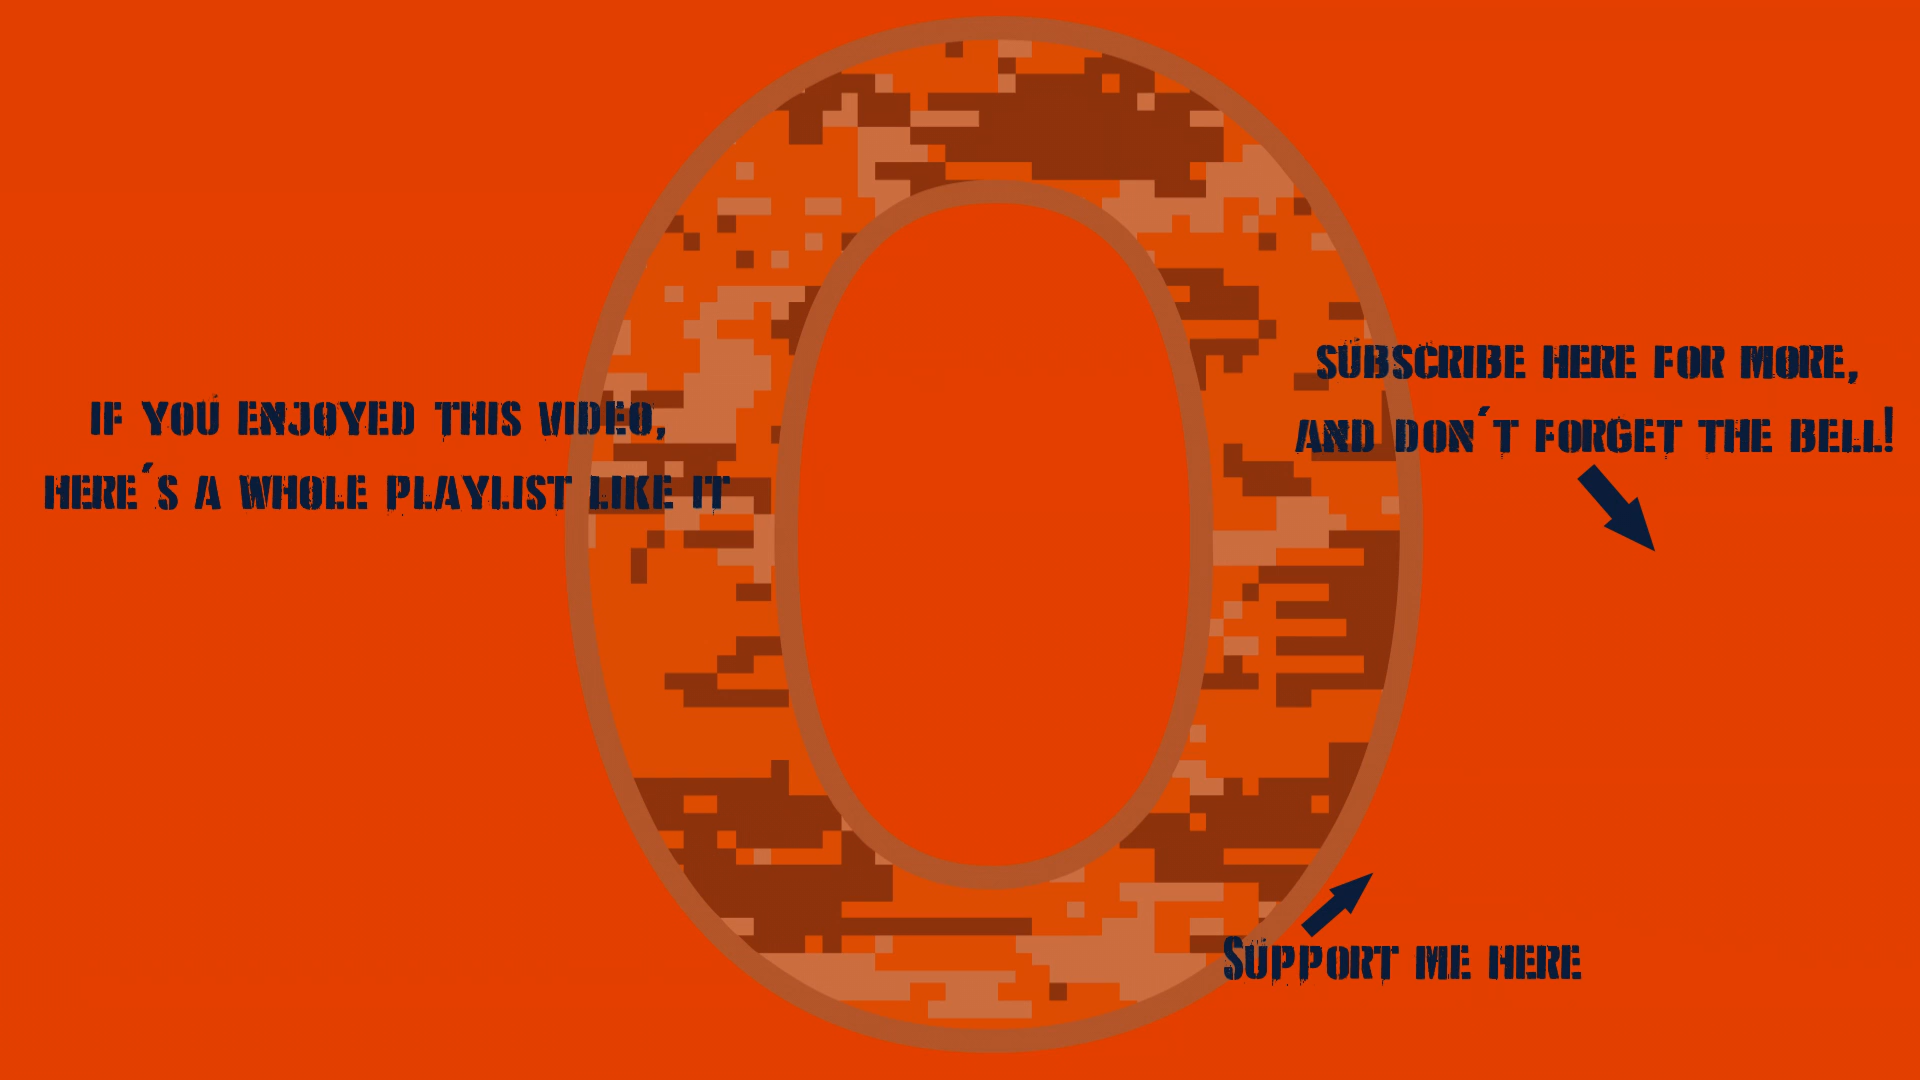 IF YOU ENJOYED THIS VIDEO,
HERE´S A WHOLE PLAYLIST LIKE IT
SUBSCRIBE HERE FOR MORE,
AND DON´T FORGET THE BELL!
SUPPORT ME HERE
O